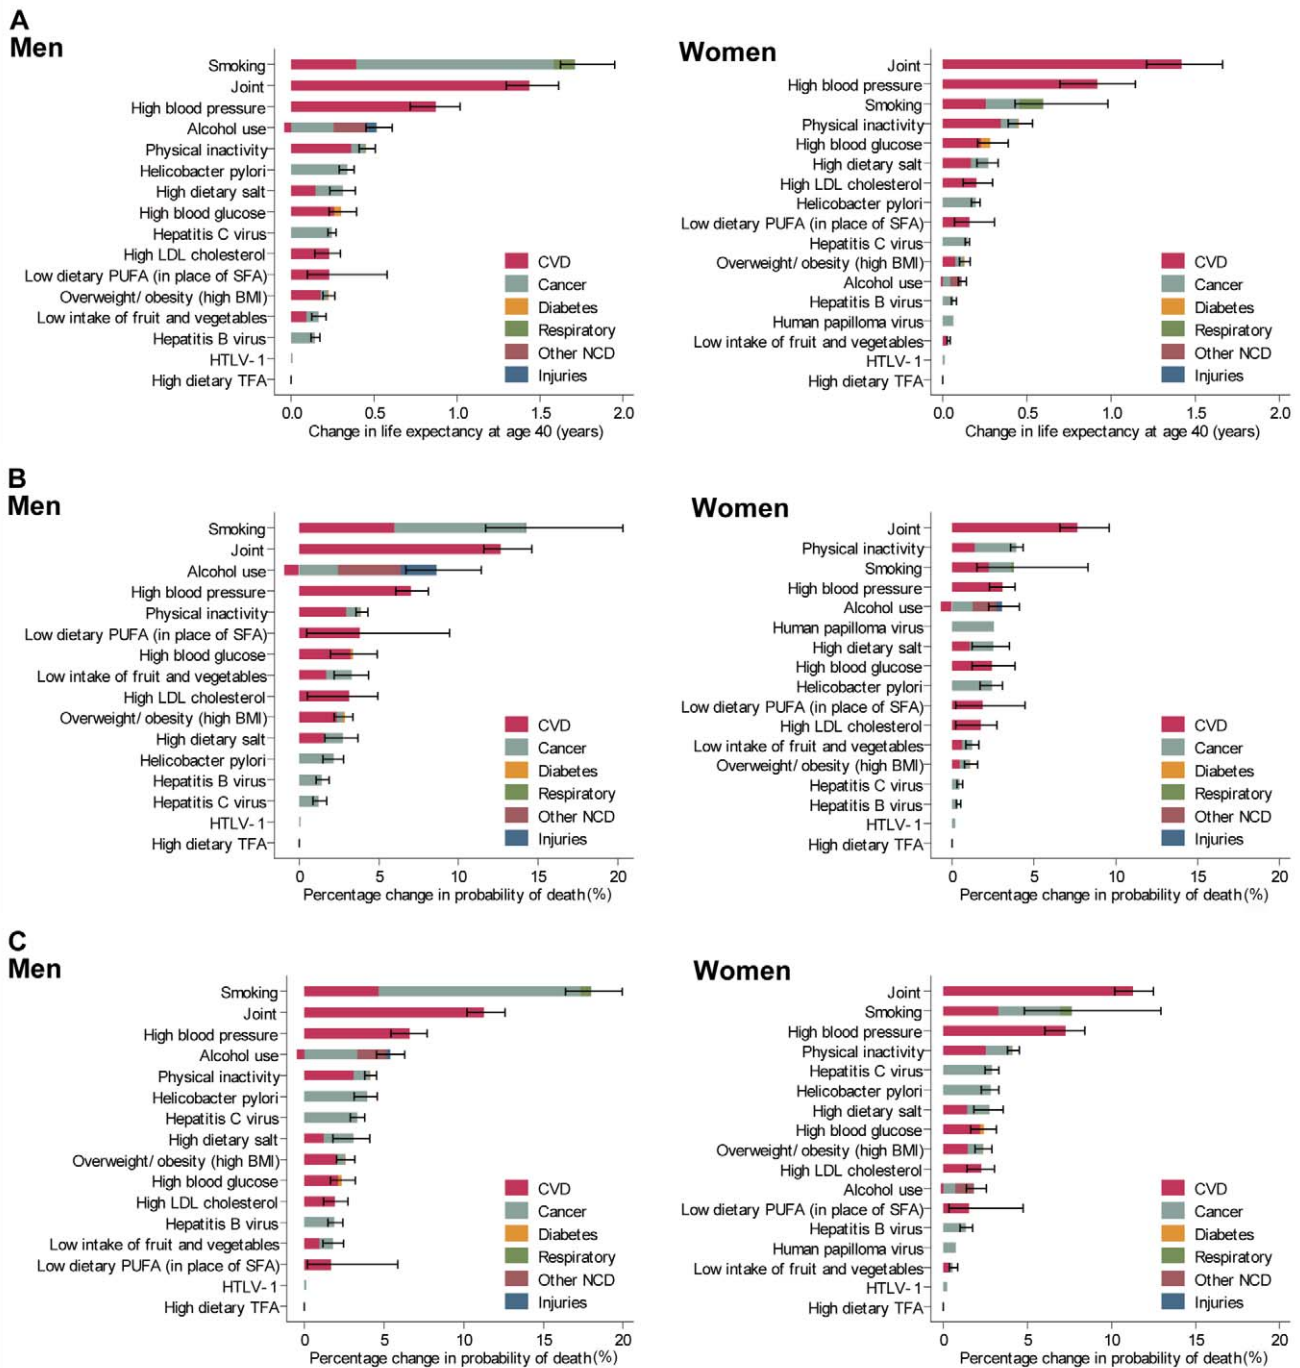 A
Men
Smoking
Joint
High blood pressure
Alcohol use
Physical inactivity
Helicobacter pylori
High dietary salt
High blood glucose
Hepatitis C virus
High LDL cholesterol
Low dietary PUFA (in place of SFA)
Overweight/ obesity (high BMI)
Low intake of fruit and vegetables
Hepatitis B virus
HTLV- 1
High dietary TFA
CVD
Cancer
Diabetes
Respiratory
Other NCD
Injuries
0.0 0.5 1.0 1.5 2.0
Change in life expectancy at age 40 (years)
Women
Joint
High blood pressure
Smoking
Physical inactivity
High blood glucose
High dietary salt
High LDL cholesterol
Helicobacter pylori
Low dietary PUFA (in place of SFA)
Hepatitis C virus
Overweight/ obesity (high BMI)
Alcohol use
Hepatitis B virus
Human papilloma virus
Low intake of fruit and vegetables
HTLV- 1
High dietary TFA
CVD
Cancer
Diabetes
Respiratory
Other NCD
Injuries
0.0 0.5 1.0 1.5 2.0
Change in life expectancy at age 40 (years)
B
Men
Smoking
Joint
Alcohol use
High blood pressure
Physical inactivity
Low dietary PUFA (in place of SFA)
High blood glucose
Low intake of fruit and vegetables
High LDL cholesterol
Overweight/ obesity (high BMI)
High dietary salt
Helicobacter pylori
Hepatitis B virus
Hepatitis C virus
HTLV- 1
High dietary TFA
CVD
Cancer
Diabetes
Respiratory
Other NCD
Injuries
0 5 10 15 20
Percentage change in probability of death (%)
Women
Joint
Physical inactivity
Smoking
High blood pressure
Alcohol use
Human papilloma virus
High dietary salt
High blood glucose
Helicobacter pylori
Low dietary PUFA (in place of SFA)
High LDL cholesterol
Low intake of fruit and vegetables
Overweight/ obesity (high BMI)
Hepatitis C virus
Hepatitis B virus
HTLV- 1
High dietary TFA
CVD
Cancer
Diabetes
Respiratory
Other NCD
Injuries
0 5 10 15 20
Percentage change in probability of death (%)
C
Men
Smoking
Joint
High blood pressure
Alcohol use
Physical inactivity
Helicobacter pylori
Hepatitis C virus
High dietary salt
Overweight/ obesity (high BMI)
High blood glucose
High LDL cholesterol
Hepatitis B virus
Low intake of fruit and vegetables
Low dietary PUFA (in place of SFA)
HTLV- 1
High dietary TFA
CVD
Cancer
Diabetes
Respiratory
Other NCD
Injuries
0 5 10 15 20
Percentage change in probability of death (%)
Women
Joint
Smoking
High blood pressure
Physical inactivity
Hepatitis C virus
Helicobacter pylori
High dietary salt
High blood glucose
Overweight/ obesity (high BMI)
High LDL cholesterol
Alcohol use
Low dietary PUFA (in place of SFA)
Hepatitis B virus
Human papilloma virus
Low intake of fruit and vegetables
HTLV- 1
High dietary TFA
CVD
Cancer
Diabetes
Respiratory
Other NCD
Injuries
0 5 10 15 20
Percentage change in probability of death (%)